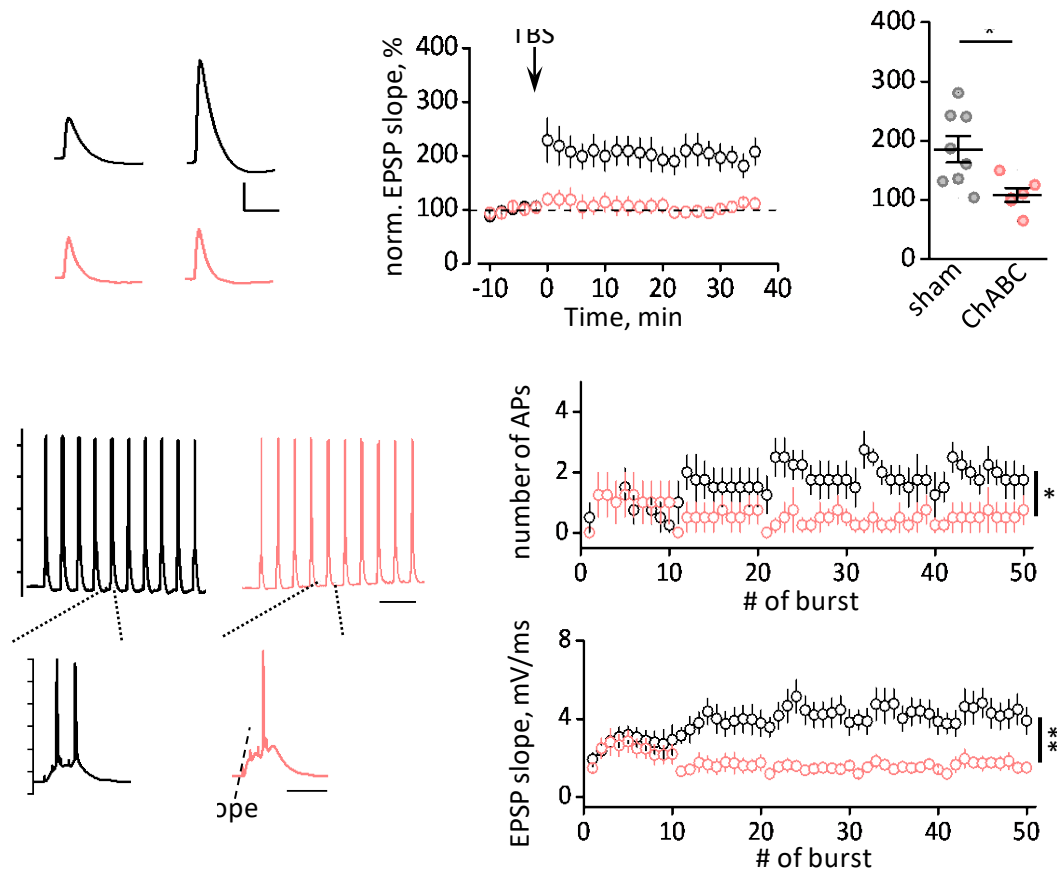 TBS
norm. EPSP slope, %
400
300
200
100
0
-10 0 10 20 30 40
Time, min
400
300
200
100
0
*
sham
ChABC
number of APs
4
2
0
0 10 20 30 40 50
# of burst
*
EPSP slope, mV/ms
8
4
0
0 10 20 30 40 50
# of burst
**
ope